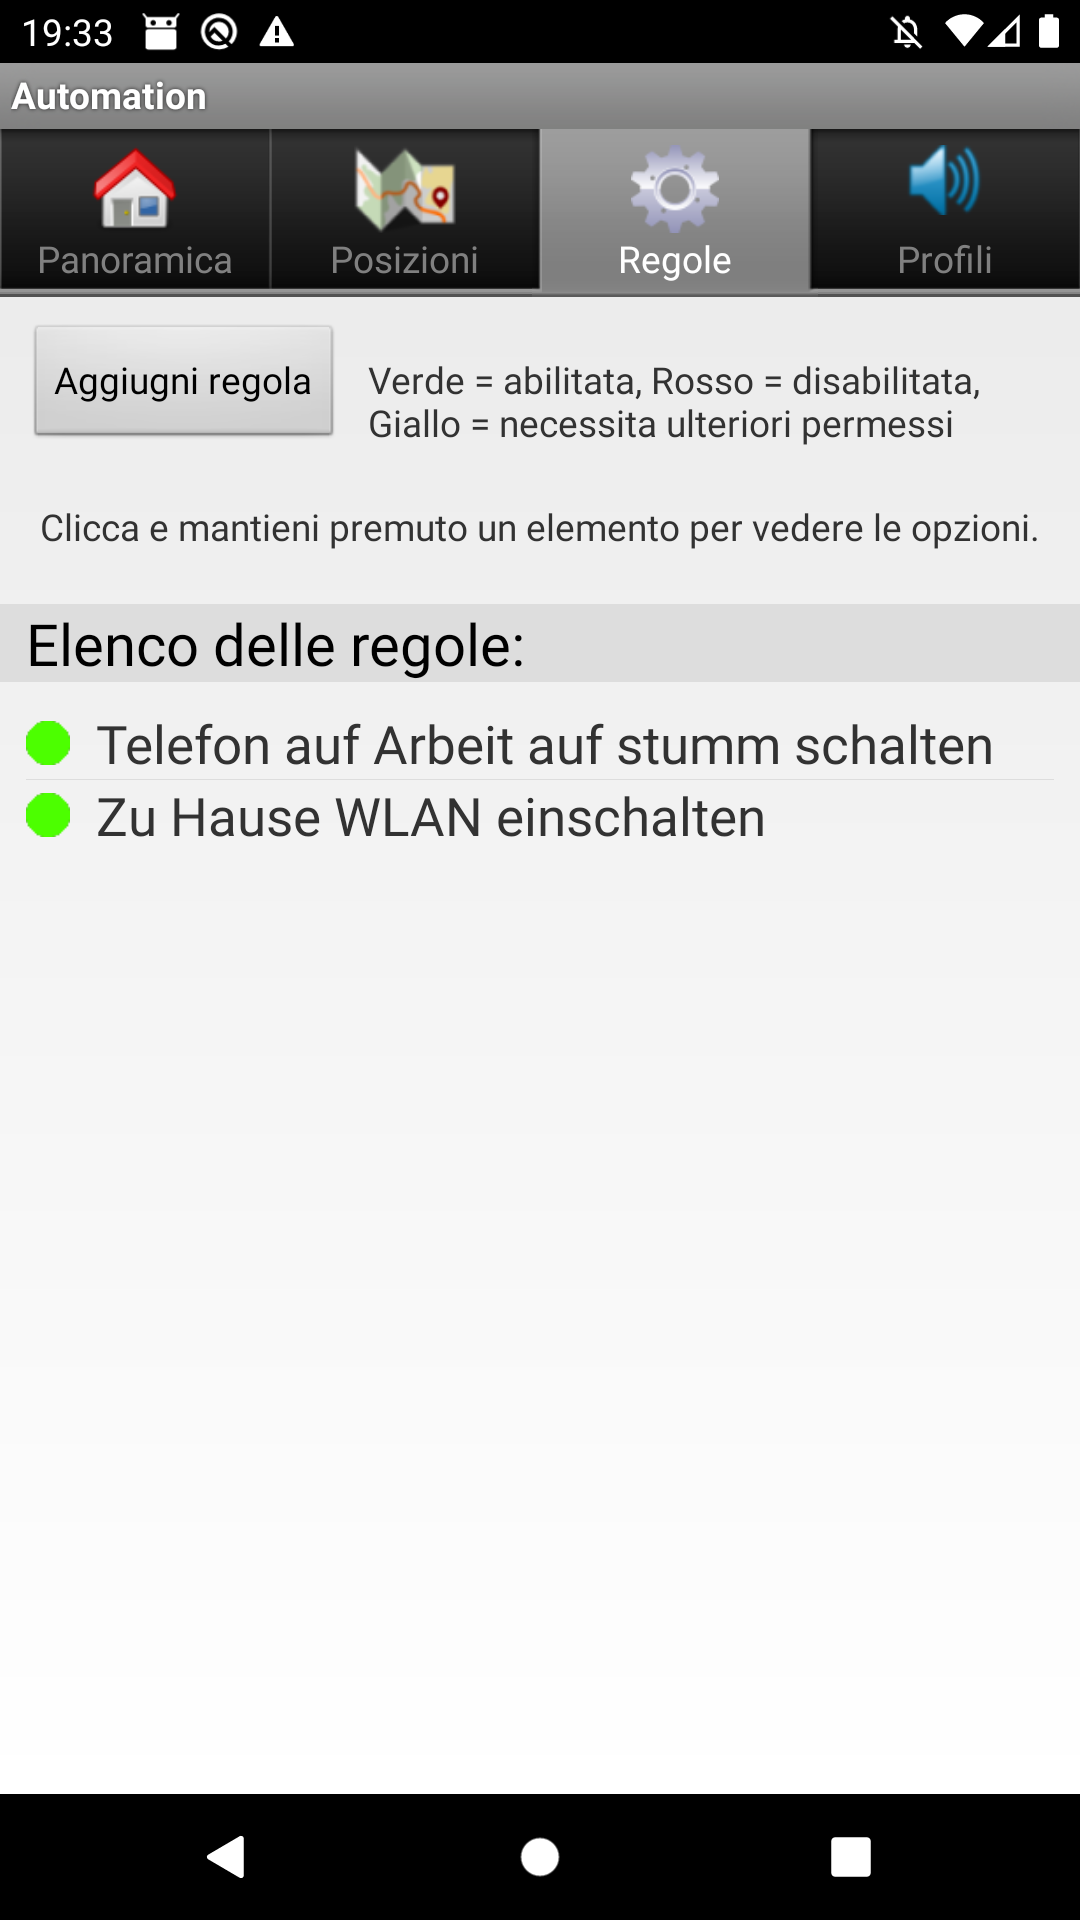 19:33
Automation
Panoramica
Posizioni
Regole
Profili
Aggiugni regola
Verde = abilitata, Rosso = disabilitata,
Giallo = necessita ulteriori permessi
Clicca e mantieni premuto un elemento per vedere le opzioni.
Elenco delle regole:
Telefon auf Arbeit auf stumm schalten
Zu Hause WLAN einschalten